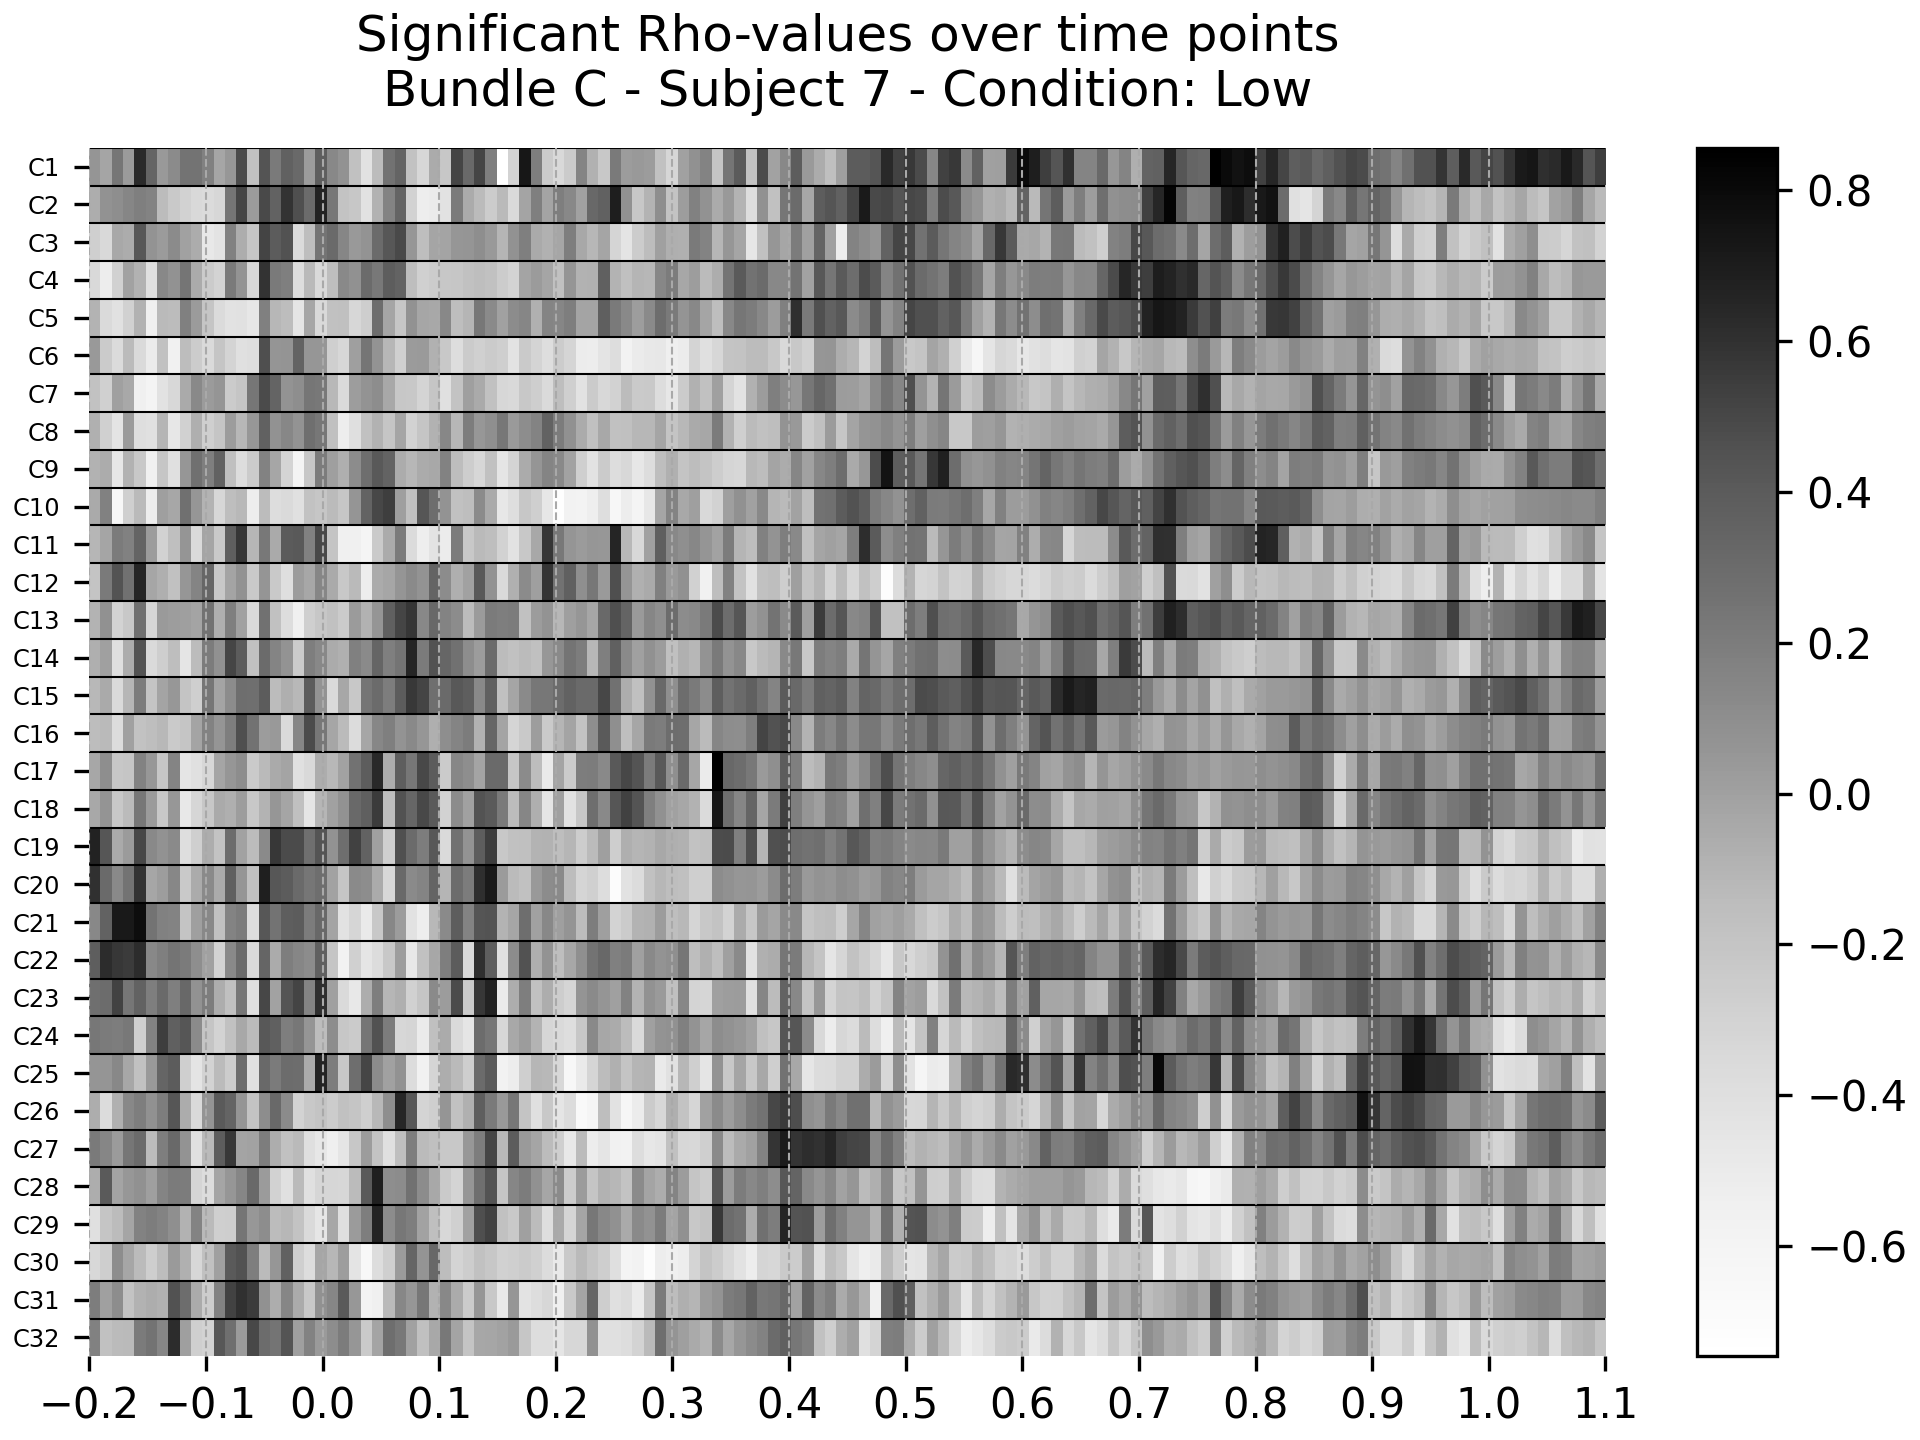 Significant Rho-values over time points
Bundle C - Subject 7 - Condition: Low
C1
C2
C3
C4
C5
C6
C7
C8
C9
C10
C11
C12
C13
C14
C15
C16
C17
C18
C19
C20
C21
C22
C23
C24
C25
C26
C27
C28
C29
C30
C31
C32
−0.2 −0.1 0.0 0.1 0.2 0.3 0.4 0.5 0.6 0.7 0.8 0.9 1.0 1.1
0.8
0.6
0.4
0.2
0.0
−0.2
−0.4
−0.6